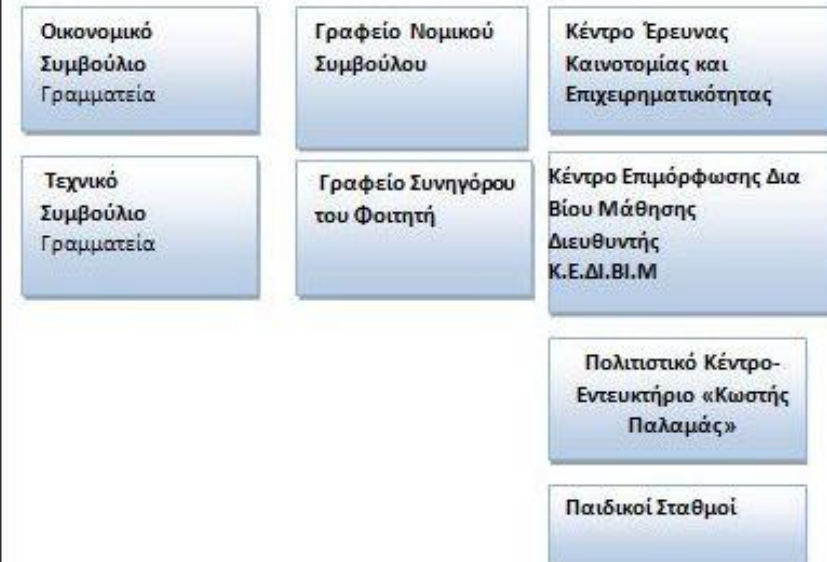 Οικονομικό
Συμβούλιο
Γραμματεία
Γραφείο Νομικού
Συμβούλου
Κέντρο Έρευνας
Καινοτομίας και
Επιχειρηματικότητας
Τεχνικό
Συμβούλιο
Γραμματεία
Γραφείο Συνηγόρου
του Φοιτητή
Κέντρο Επιμόρφωσης Δια
Βίου Μάθησης
Διευθυντής
Κ.Ε.ΔΙ.ΒΙ.Μ
Πολιτιστικό Κέντρο-
Εντευκτήριο «Κωστής
Παλαμάς»
Παιδικοί Σταθμοί